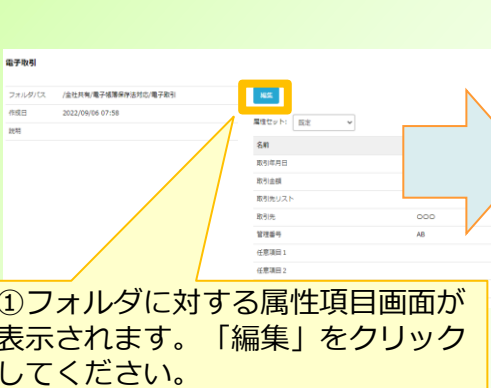 電子取引
フォルダパス /会社共有/電子帳簿保存法対応/電子取引
作成日 2022/09/06 07:58
説明
編集
属性セット: 既定
名前
取引年月日
取引金額
取引先リスト
取引先 〇〇〇
管理番号 AB
任意項目1
任意項目2
①フォルダに対する属性項目画面が
表示されます。「編集」をクリック
してください。